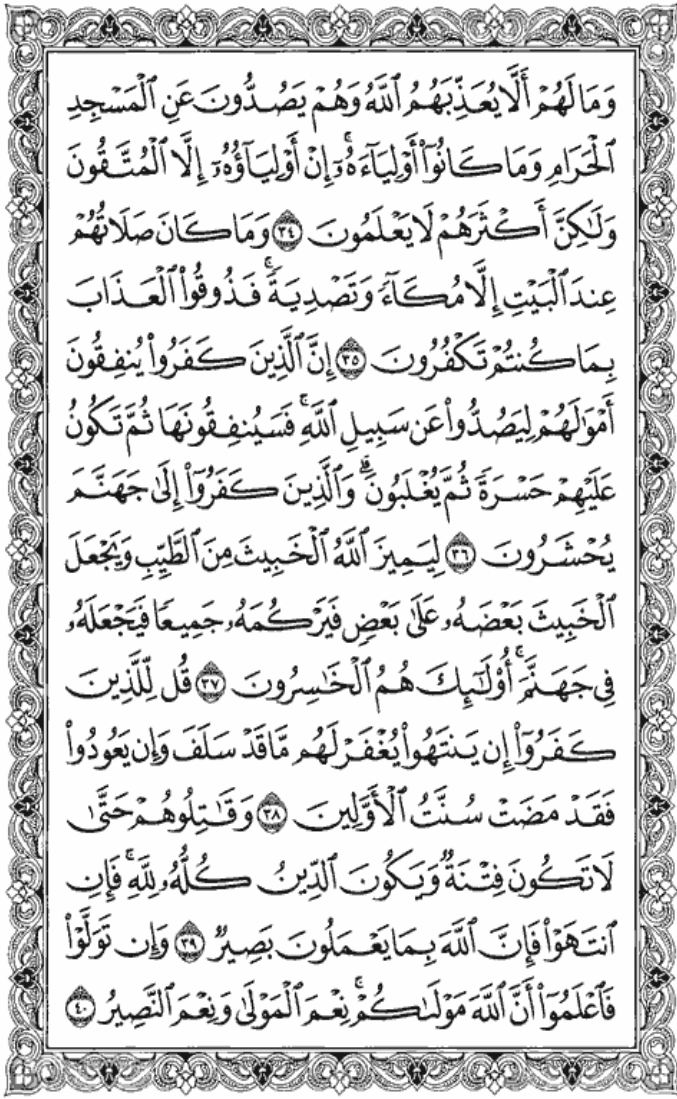 وَمَا لَهُمْ أَلَّا يُعَذِّبَهُمُ ٱللَّهُ وَهُمْ يَصُدُّونَ عَنِ ٱلْمَسْجِدِ
ٱلْحَرَامِ وَمَا كَانُوٓا۟ أَوْلِيَآءَهُۥٓ ۚ إِنْ أَوْلِيَآؤُهُۥٓ إِلَّا ٱلْمُتَّقُونَ
وَلَٰكِنَّ أَكْثَرَهُمْ لَا يَعْلَمُونَ ٣٤ وَمَا كَانَ صَلَاتُهُمْ
عِندَ ٱلْبَيْتِ إِلَّا مُكَآءً وَتَصْدِيَةً ۚ فَذُوقُوا۟ ٱلْعَذَابَ
بِمَا كُنتُمْ تَكْفُرُونَ ٣٥ إِنَّ ٱلَّذِينَ كَفَرُوا۟ يُنفِقُونَ
أَمْوَٰلَهُمْ لِيَصُدُّوا۟ عَن سَبِيلِ ٱللَّهِ ۚ فَسَيُنفِقُونَهَا ثُمَّ تَكُونُ
عَلَيْهِمْ حَسْرَةً ثُمَّ يُغْلَبُونَ ۗ وَٱلَّذِينَ كَفَرُوٓا۟ إِلَىٰ جَهَنَّمَ
يُحْشَرُونَ ٣٦ لِيَمِيزَ ٱللَّهُ ٱلْخَبِيثَ مِنَ ٱلطَّيِّبِ وَيَجْعَلَ
ٱلْخَبِيثَ بَعْضَهُۥ عَلَىٰ بَعْضٍ فَيَرْكُمَهُۥ جَمِيعًا فَيَجْعَلَهُۥ
فِى جَهَنَّمَ ۚ أُو۟لَٰٓئِكَ هُمُ ٱلْخَٰسِرُونَ ٣٧ قُل لِّلَّذِينَ
كَفَرُوٓا۟ إِن يَنتَهُوا۟ يُغْفَرْ لَهُم مَّا قَدْ سَلَفَ وَإِن يَعُودُوا۟
فَقَدْ مَضَتْ سُنَّتُ ٱلْأَوَّلِينَ ٣٨ وَقَٰتِلُوهُمْ حَتَّىٰ
لَا تَكُونَ فِتْنَةٌ وَيَكُونَ ٱلدِّينُ كُلُّهُۥ لِلَّهِ ۚ فَإِنِ
ٱنتَهَوْا۟ فَإِنَّ ٱللَّهَ بِمَا يَعْمَلُونَ بَصِيرٌ ٣٩ وَإِن تَوَلَّوْا۟
فَٱعْلَمُوٓا۟ أَنَّ ٱللَّهَ مَوْلَىٰكُمْ ۚ نِعْمَ ٱلْمَوْلَىٰ وَنِعْمَ ٱلنَّصِيرُ ٤٠